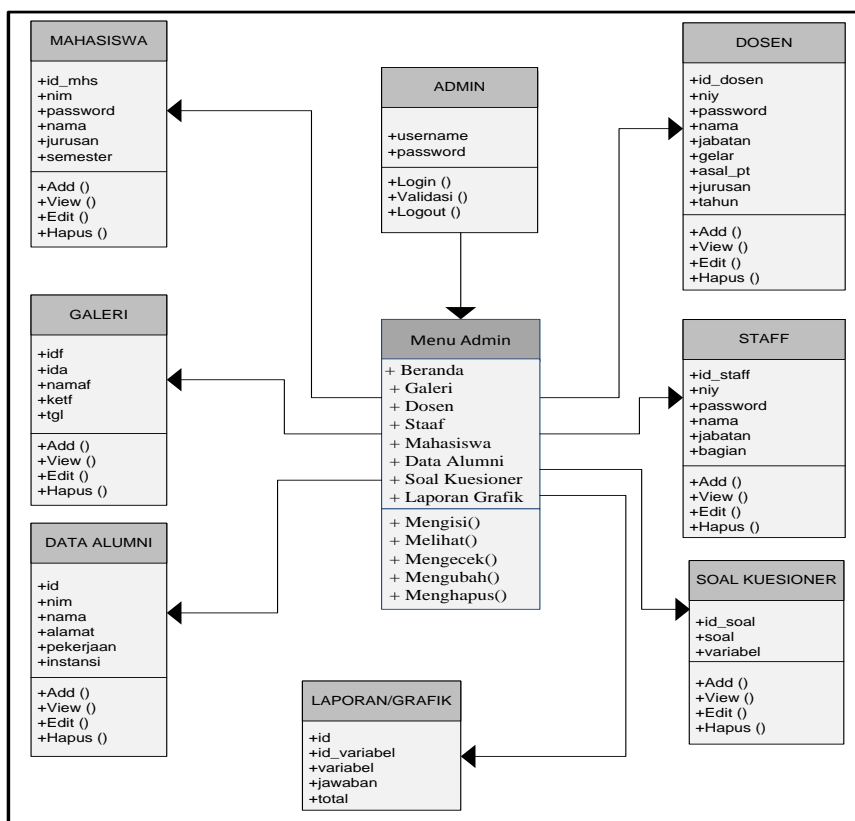 MAHASISWA
+id_mhs
+nim
+password
+nama
+jurusan
+semester
+Add ()
+View ()
+Edit ()
+Hapus ()
ADMIN
+username
+password
+Login ()
+Validasi ()
+Logout ()
DOSEN
+id_dosen
+niy
+password
+nama
+jabatan
+gelar
+asal_pt
+jurusan
+tahun
+Add ()
+View ()
+Edit ()
+Hapus ()
GALERI
+idf
+ida
+namaf
+ketf
+tgl
+Add ()
+View ()
+Edit ()
+Hapus ()
Menu Admin
+ Beranda
+ Galeri
+ Dosen
+ Staaf
+ Mahasiswa
+ Data Alumni
+ Soal Kuesioner
+ Laporan Grafik
+ Mengisi()
+ Melihat()
+ Mengecek()
+ Mengubah()
+ Menghapus()
STAFF
+id_staff
+niy
+password
+nama
+jabatan
+bagian
+Add ()
+View ()
+Edit ()
+Hapus ()
DATA ALUMNI
+id
+nim
+nama
+alamat
+pekerjaan
+instansi
+Add ()
+View ()
+Edit ()
+Hapus ()
LAPORAN/GRAFIK
+id
+id_variabel
+variabel
+jawaban
+total
SOAL KUESIONER
+id_soal
+soal
+variabel
+Add ()
+View ()
+Edit ()
+Hapus ()